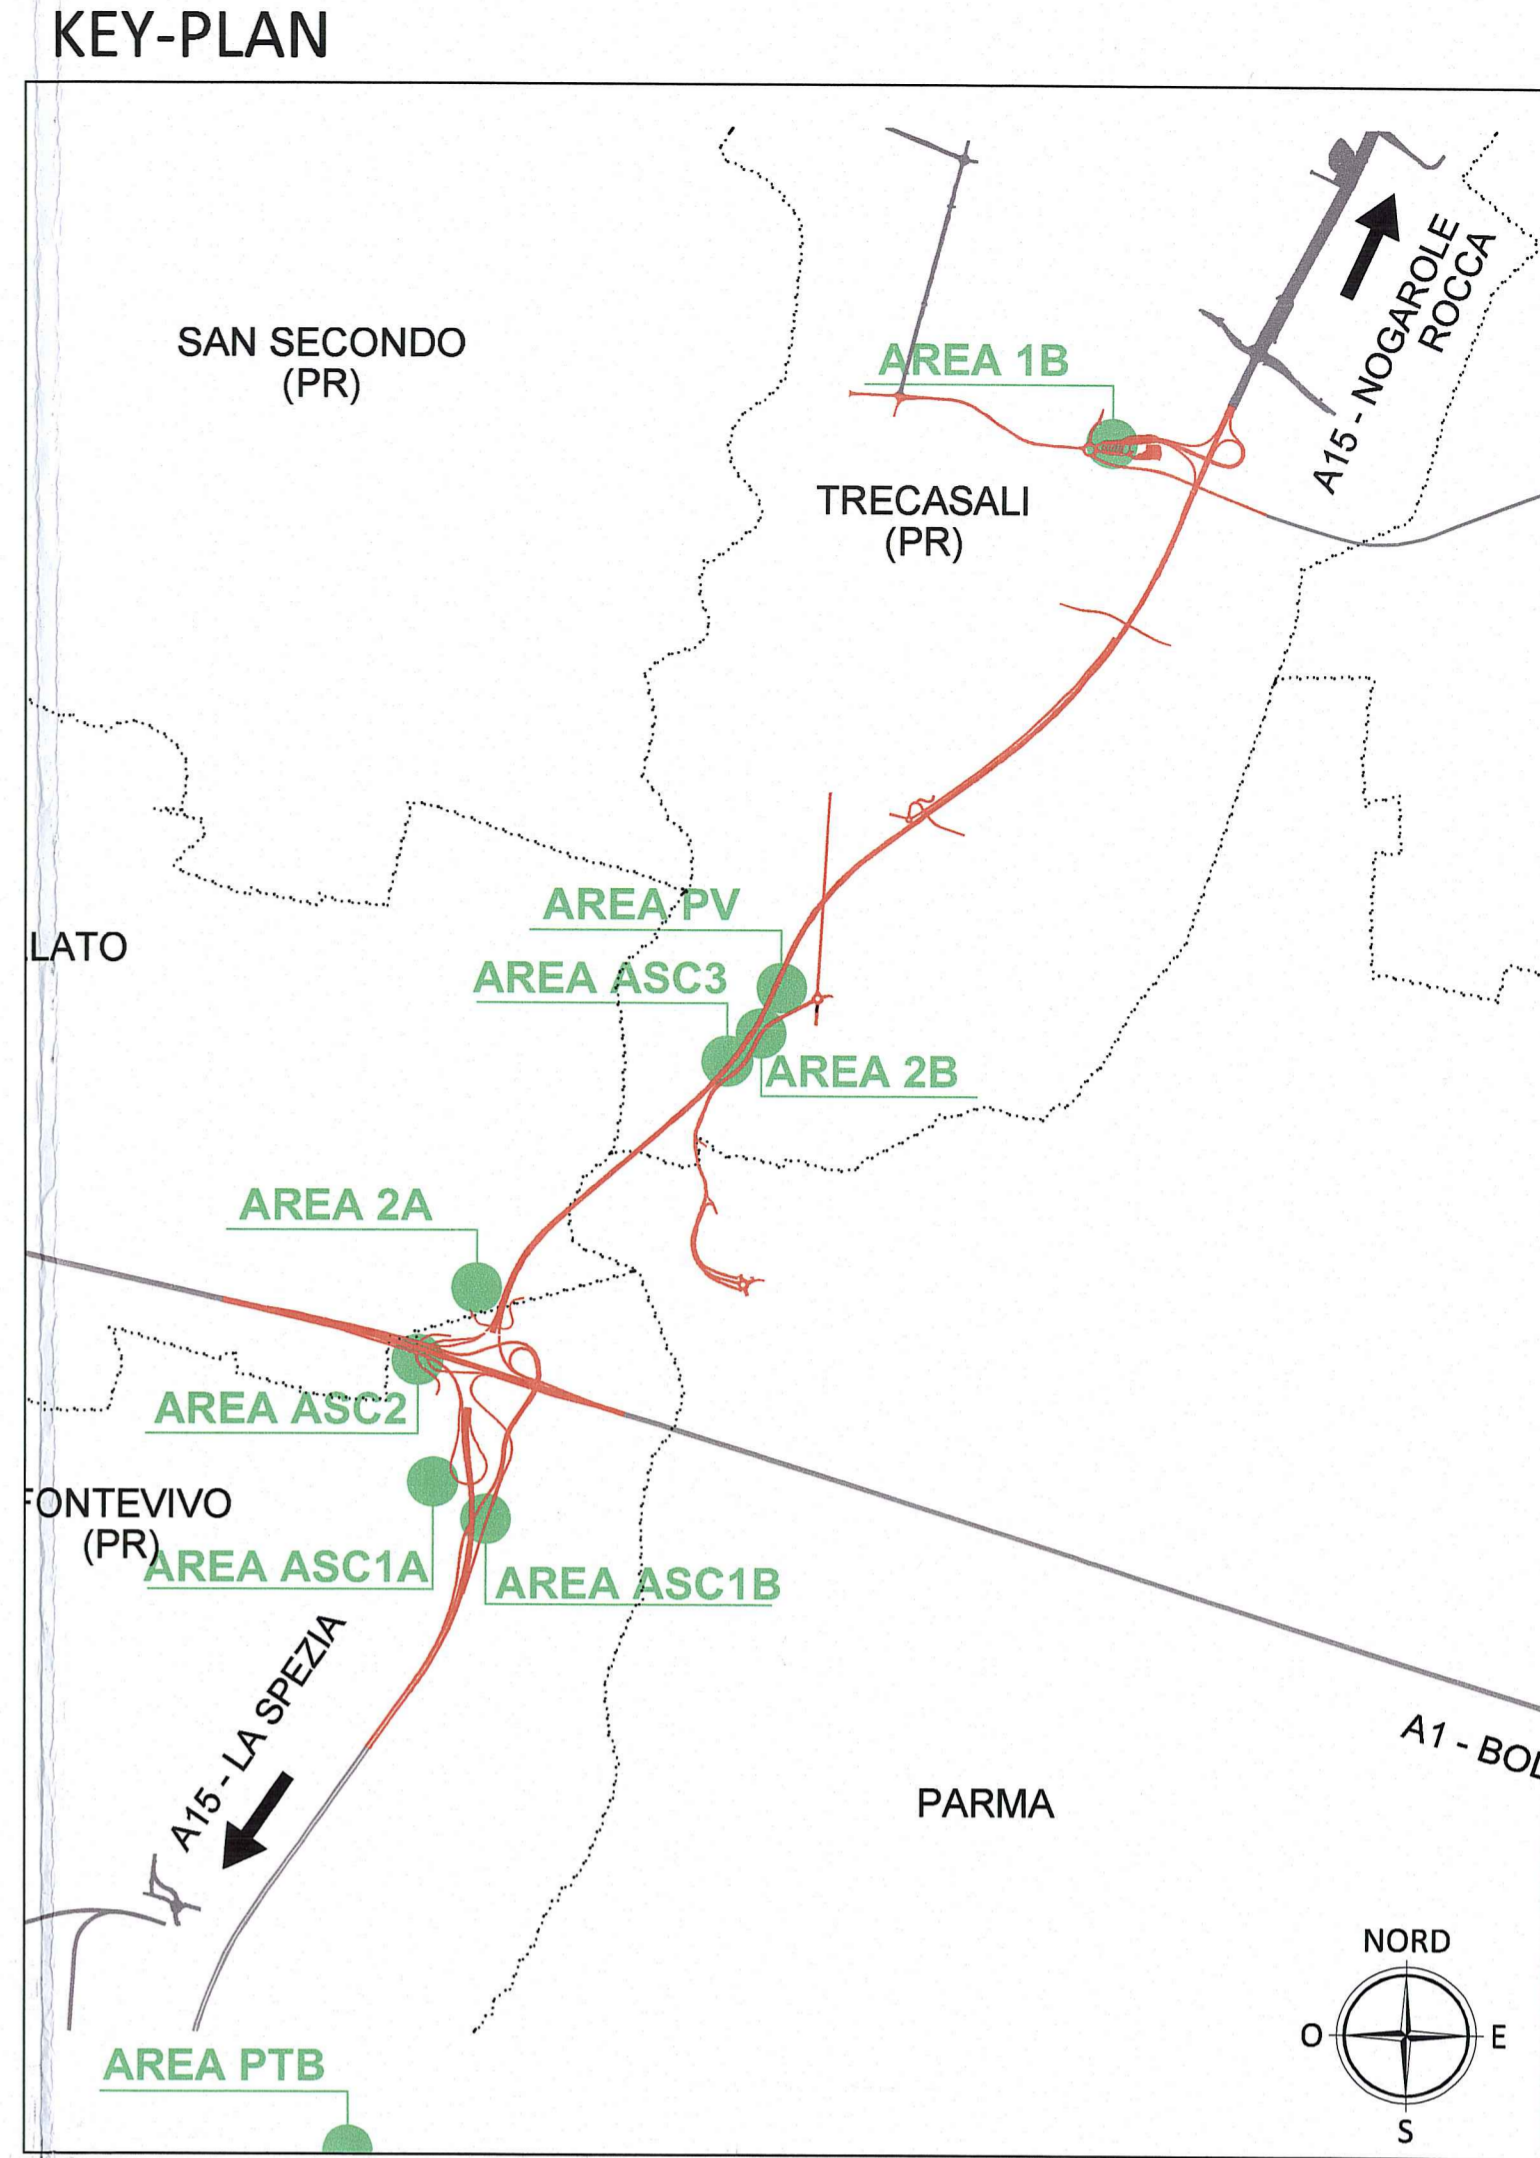 KEY-PLAN
SAN SECONDO
(PR)
AREA 1B
A15 - NOGAROLE
ROCCA
TRECASALI
(PR)
AREA PV
LATO
AREA ASC3
AREA 2B
AREA 2A
AREA ASC2
FONTEVIVO
(PR)
AREA ASC1A
AREA ASC1B
A15 - LA SPEZIA
A1 - BOL
PARMA
NORD
O
E
S
AREA PTB